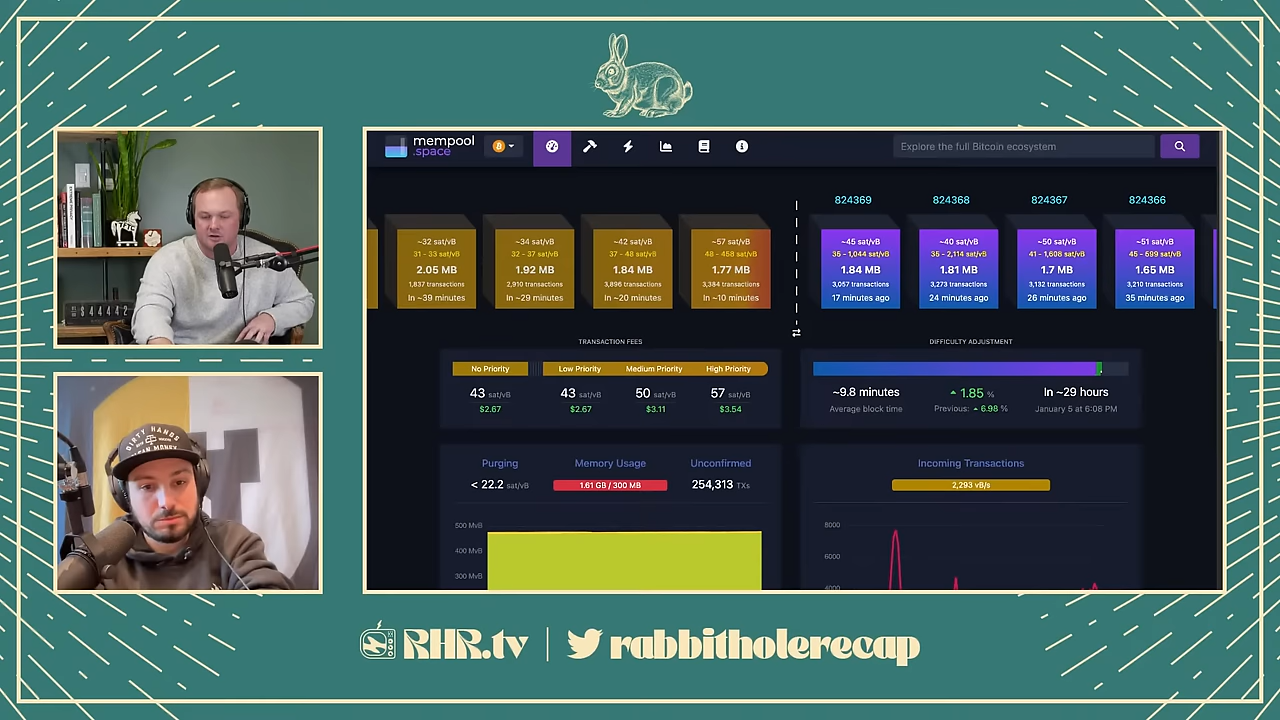 mempool
.space
Explore the full Bitcoin ecosystem
824369
824368
824367
824366
~32 sat/vB
31 - 33 sat/vB
2.05 MB
1,837 transactions
In ~39 minutes
~34 sat/vB
32 - 37 sat/vB
1.92 MB
2,910 transactions
In ~29 minutes
~42 sat/vB
37 - 48 sat/vB
1.84 MB
3,896 transactions
In ~20 minutes
~57 sat/vB
48 - 458 sat/vB
1.77 MB
3,384 transactions
In ~10 minutes
~45 sat/vB
35 - 1,044 sat/vB
1.84 MB
3,057 transactions
17 minutes ago
~40 sat/vB
35 - 2,114 sat/vB
1.81 MB
3,273 transactions
24 minutes ago
~50 sat/vB
41 - 1,608 sat/vB
1.7 MB
3,132 transactions
26 minutes ago
~51 sat/vB
45 - 599 sat/vB
1.65 MB
3,210 transactions
35 minutes ago
TRANSACTION FEES
No Priority
Low Priority
Medium Priority
High Priority
43 sat/vB
43 sat/vB
50 sat/vB
57 sat/vB
$2.67
$2.67
$3.11
$3.54
DIFFICULTY ADJUSTMENT
~9.8 minutes
1.85 %
In ~29 hours
Average block time
Previous: 6.98 %
January 5 at 6:08 PM
Purging
Memory Usage
Unconfirmed
< 22.2 sat/vB
1.61 GB / 300 MB
254,313 TXs
500 MvB
400 MvB
300 MvB
Incoming Transactions
2,293 vB/s
8000
6000
4000
$44442
DIRTY HANDS
CLEAN MONEY
RHR.tv
rabbitholerecap